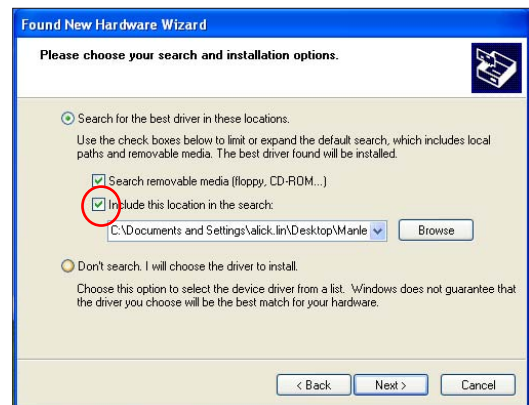 Found New Hardware Wizard
Please choose your search and installation options.
Search for the best driver in these locations.
Use the check boxes below to limit or expand the default search, which includes local
paths and removable media. The best driver found will be installed.
Search removable media (floppy, CD-ROM...)
Include this location in the search:
C:\Documents and Settings\alick.lin\Desktop\Manle
Browse
Don't search. I will choose the driver to install.
Choose this option to select the device driver from a list. Windows does not guarantee that
the driver you choose will be the best match for your hardware.
< Back Next > Cancel